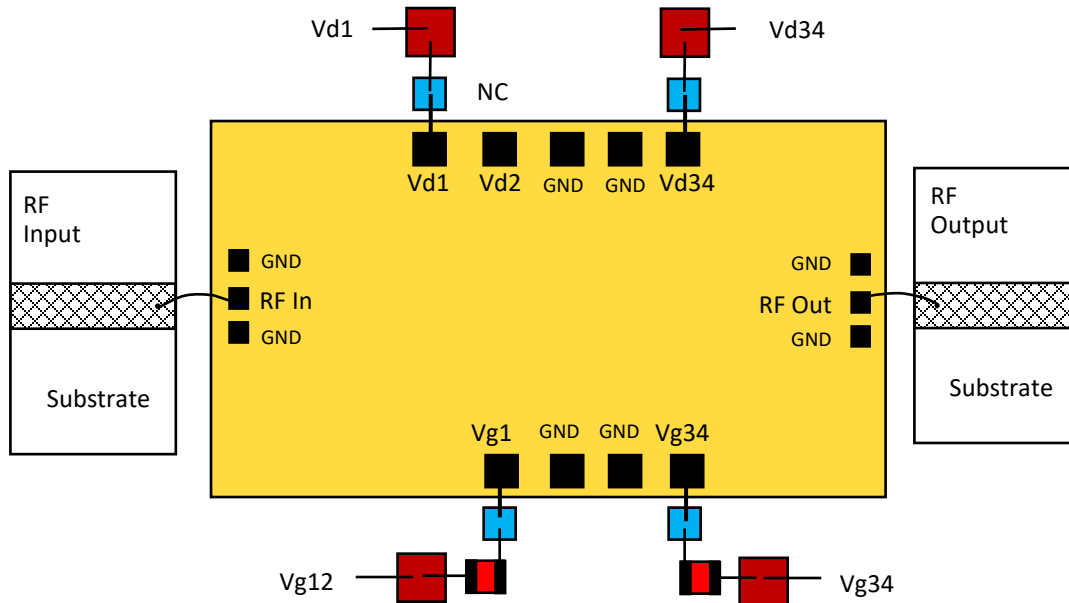 Vd1
Vd34
NC
Vd1
Vd2
GND
GND
Vd34
RF
Input
RF
Output
GND
GND
RF In
RF Out
GND
GND
Substrate
Substrate
Vg1
GND
GND
Vg34
Vg12
Vg34